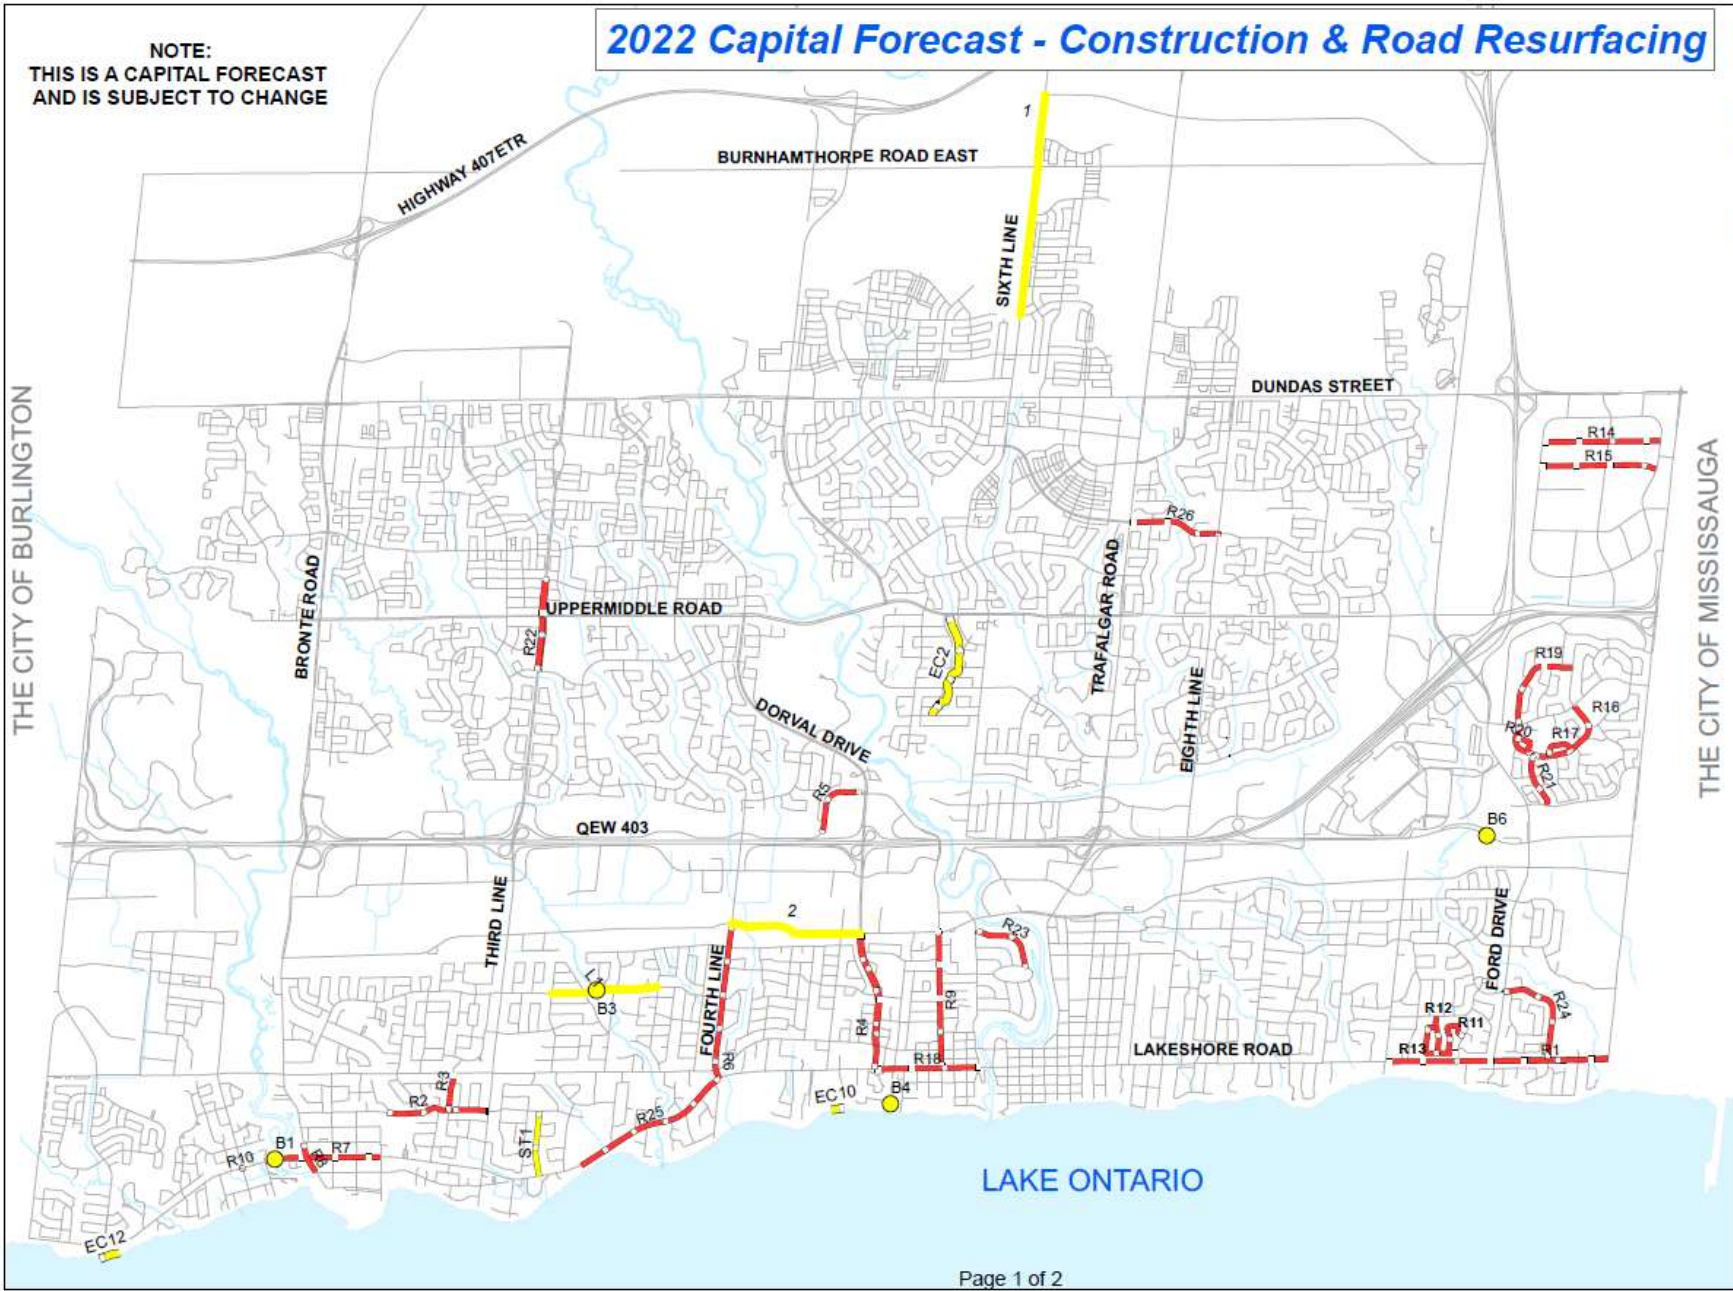 2022 Capital Forecast - Construction & Road Resurfacing
NOTE:
THIS IS A CAPITAL FORECAST
AND IS SUBJECT TO CHANGE
1
HIGHWAY 407ETR
BURNHAMTHORPE ROAD EAST
SIXTH LINE
DUNDAS STREET
THE CITY OF BURLINGTON
THE CITY OF MISSISSAUGA
R14
R15
R26
BRONTE ROAD
UPPERMIDDLE ROAD
R22
EC2
TRAFALGAR ROAD
EIGHTH LINE
R19
R16
R20
R17
R21
DORVAL DRIVE
R5
QEW 403
B6
THIRD LINE
2
FOURTH LINE
R23
FORD DRIVE
L1
B3
R9
R4
R24
R12
R11
R13
R1
LAKESHORE ROAD
R6
R18
R3
R2
EC10
B4
R25
ST1
B1
R7
R8
R10
LAKE ONTARIO
EC12
Page 1 of 2